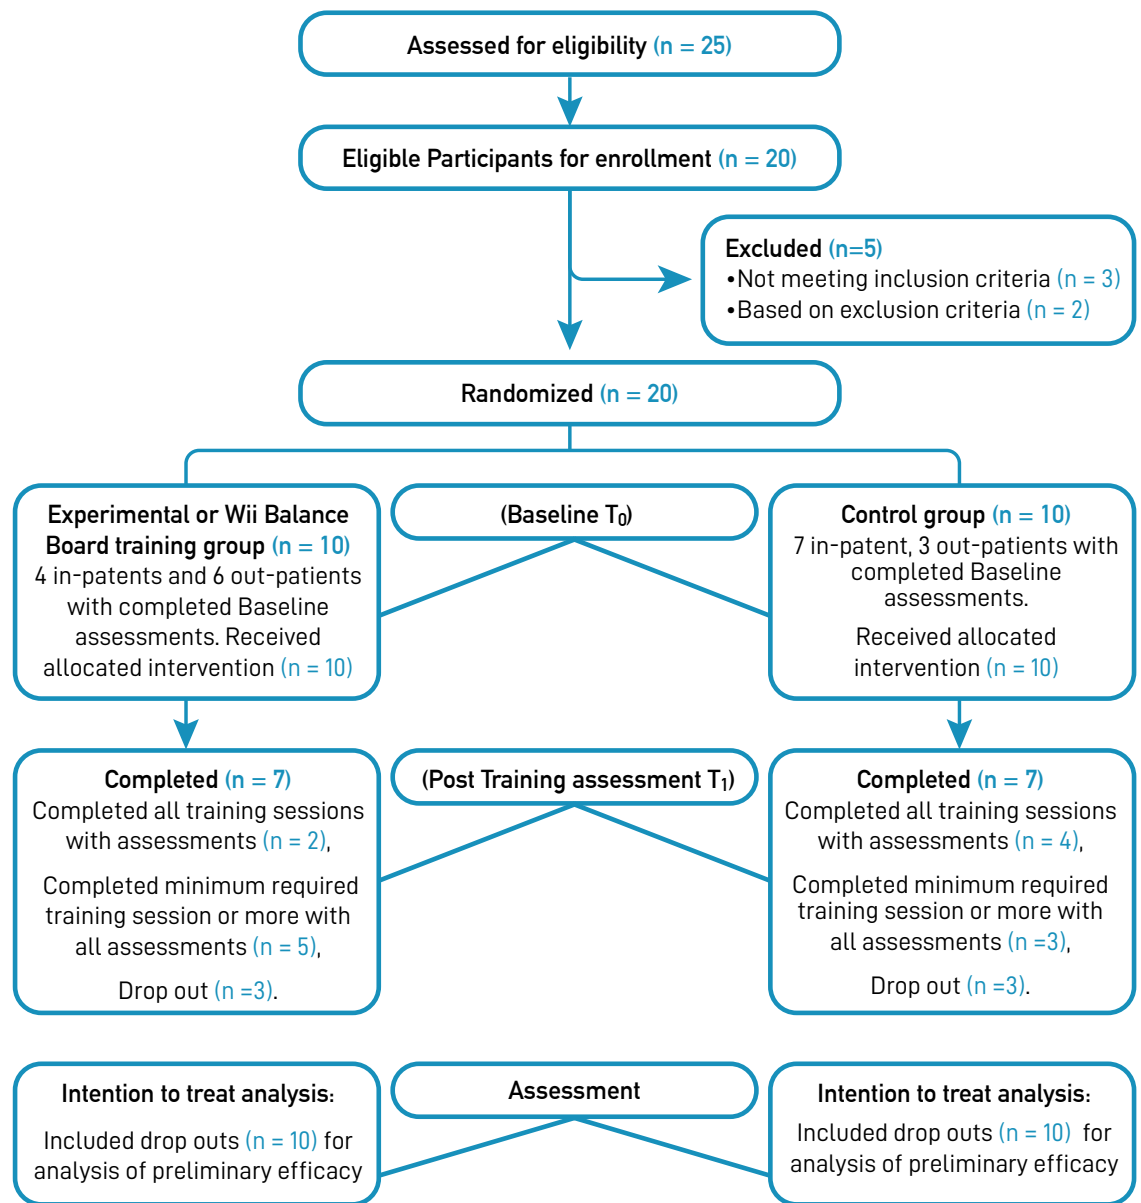 Assessed for eligibility (n = 25)
Eligible Participants for enrollment (n = 20)
Excluded (n=5)
•Not meeting inclusion criteria (n = 3)
•Based on exclusion criteria (n = 2)
Randomized (n = 20)
Experimental or Wii Balance
Board training group (n = 10)
4 in-patents and 6 out-patients
with completed Baseline
assessments. Received
allocated intervention (n = 10)
(Baseline T₀)
Control group (n = 10)
7 in-patent, 3 out-patients with
completed Baseline
assessments.
Received allocated
intervention (n = 10)
Completed (n = 7)
Completed all training sessions
with assessments (n = 2),
Completed minimum required
training session or more with
all assessments (n = 5),
Drop out (n =3).
(Post Training assessment T₁)
Completed (n = 7)
Completed all training sessions
with assessments (n = 4),
Completed minimum required
training session or more with
all assessments (n =3),
Drop out (n =3).
Intention to treat analysis:
Included drop outs (n = 10) for
analysis of preliminary efficacy
Assessment
Intention to treat analysis:
Included drop outs (n = 10) for
analysis of preliminary efficacy